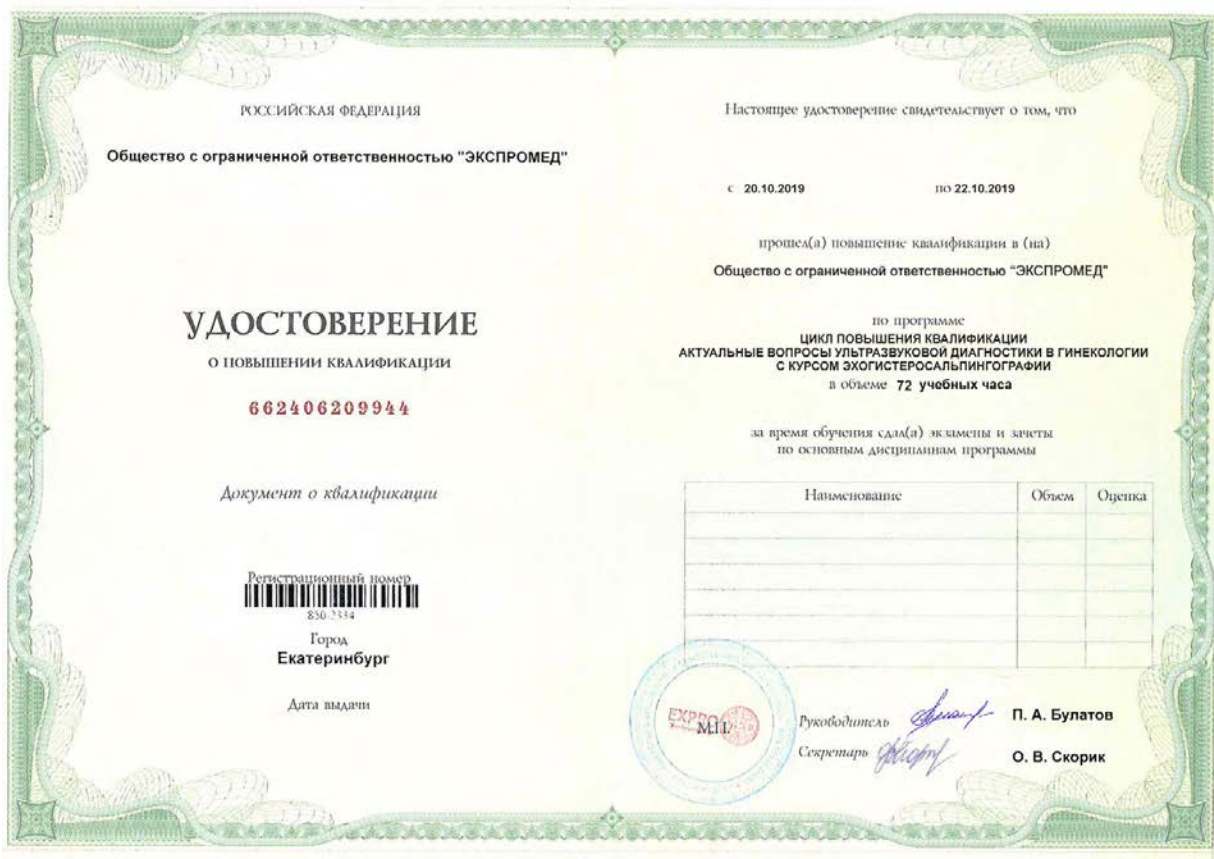 РОССИЙСКАЯ ФЕДЕРАЦИЯ
Общество с ограниченной ответственностью "ЭКСПРОМЕД"
УДОСТОВЕРЕНИЕ
О ПОВЫШЕНИИ КВАЛИФИКАЦИИ
662406209944
Документ о квалификации
Регистрационный номер
850-2334
Город
Екатеринбург
Дата выдачи
Настоящее удостоверение свидетельствует о том, что
с 20.10.2019 по 22.10.2019
прошел(а) повышение квалификации в (на)
Общество с ограниченной ответственностью "ЭКСПРОМЕД"
по программе
ЦИКЛ ПОВЫШЕНИЯ КВАЛИФИКАЦИИ
АКТУАЛЬНЫЕ ВОПРОСЫ УЛЬТРАЗВУКОВОЙ ДИАГНОСТИКИ В ГИНЕКОЛОГИИ
С КУРСОМ ЭХОГИСТЕРОСАЛЬПИНГОГРАФИИ
в объеме 72 учебных часа
за время обучения сдал(а) экзамены и зачеты
по основным дисциплинам программы
Наименование Объем Оценка
М.П.
Руководитель П. А. Булатов
Секретарь О. В. Скорик